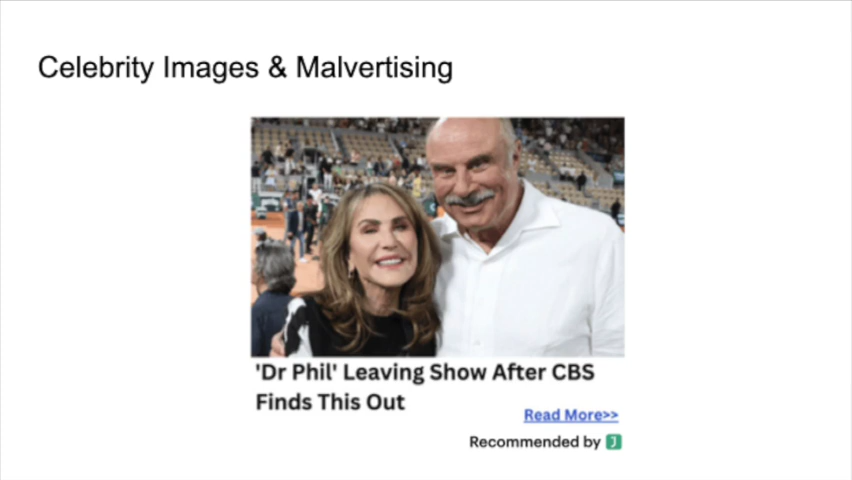 Celebrity Images & Malvertising
'Dr Phil' Leaving Show After CBS
Finds This Out
Read More>>
Recommended by J